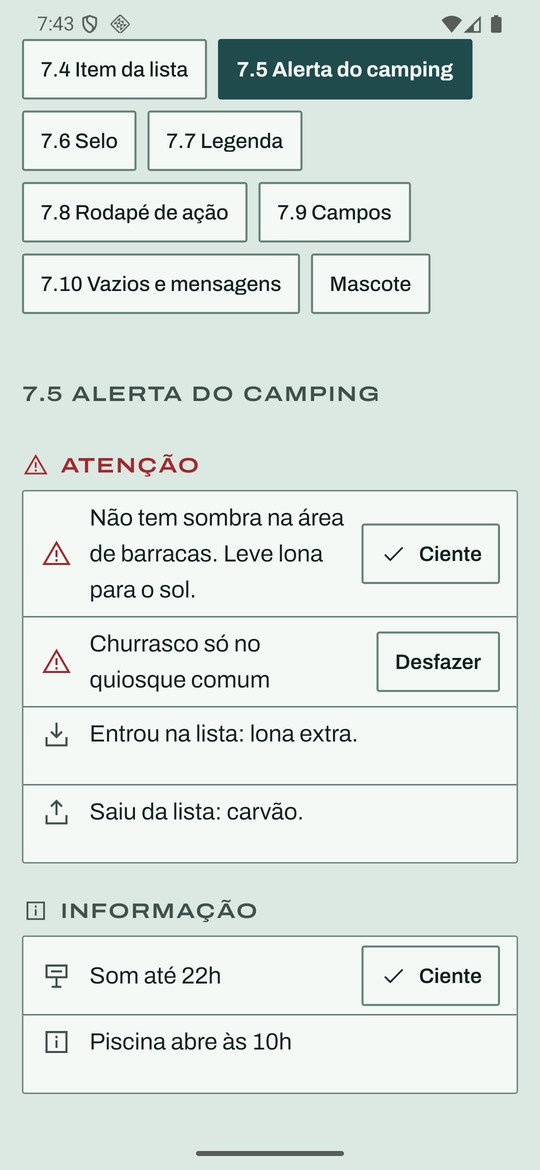 7:43
7.4 Item da lista
7.5 Alerta do camping
7.6 Selo
7.7 Legenda
7.8 Rodapé de ação
7.9 Campos
7.10 Vazios e mensagens
Mascote
7.5 ALERTA DO CAMPING
ATENÇÃO
Não tem sombra na área
de barracas. Leve lona
para o sol.
Ciente
Churrasco só no
quiosque comum
Desfazer
Entrou na lista: lona extra.
Saiu da lista: carvão.
INFORMAÇÃO
Som até 22h
Ciente
Piscina abre às 10h